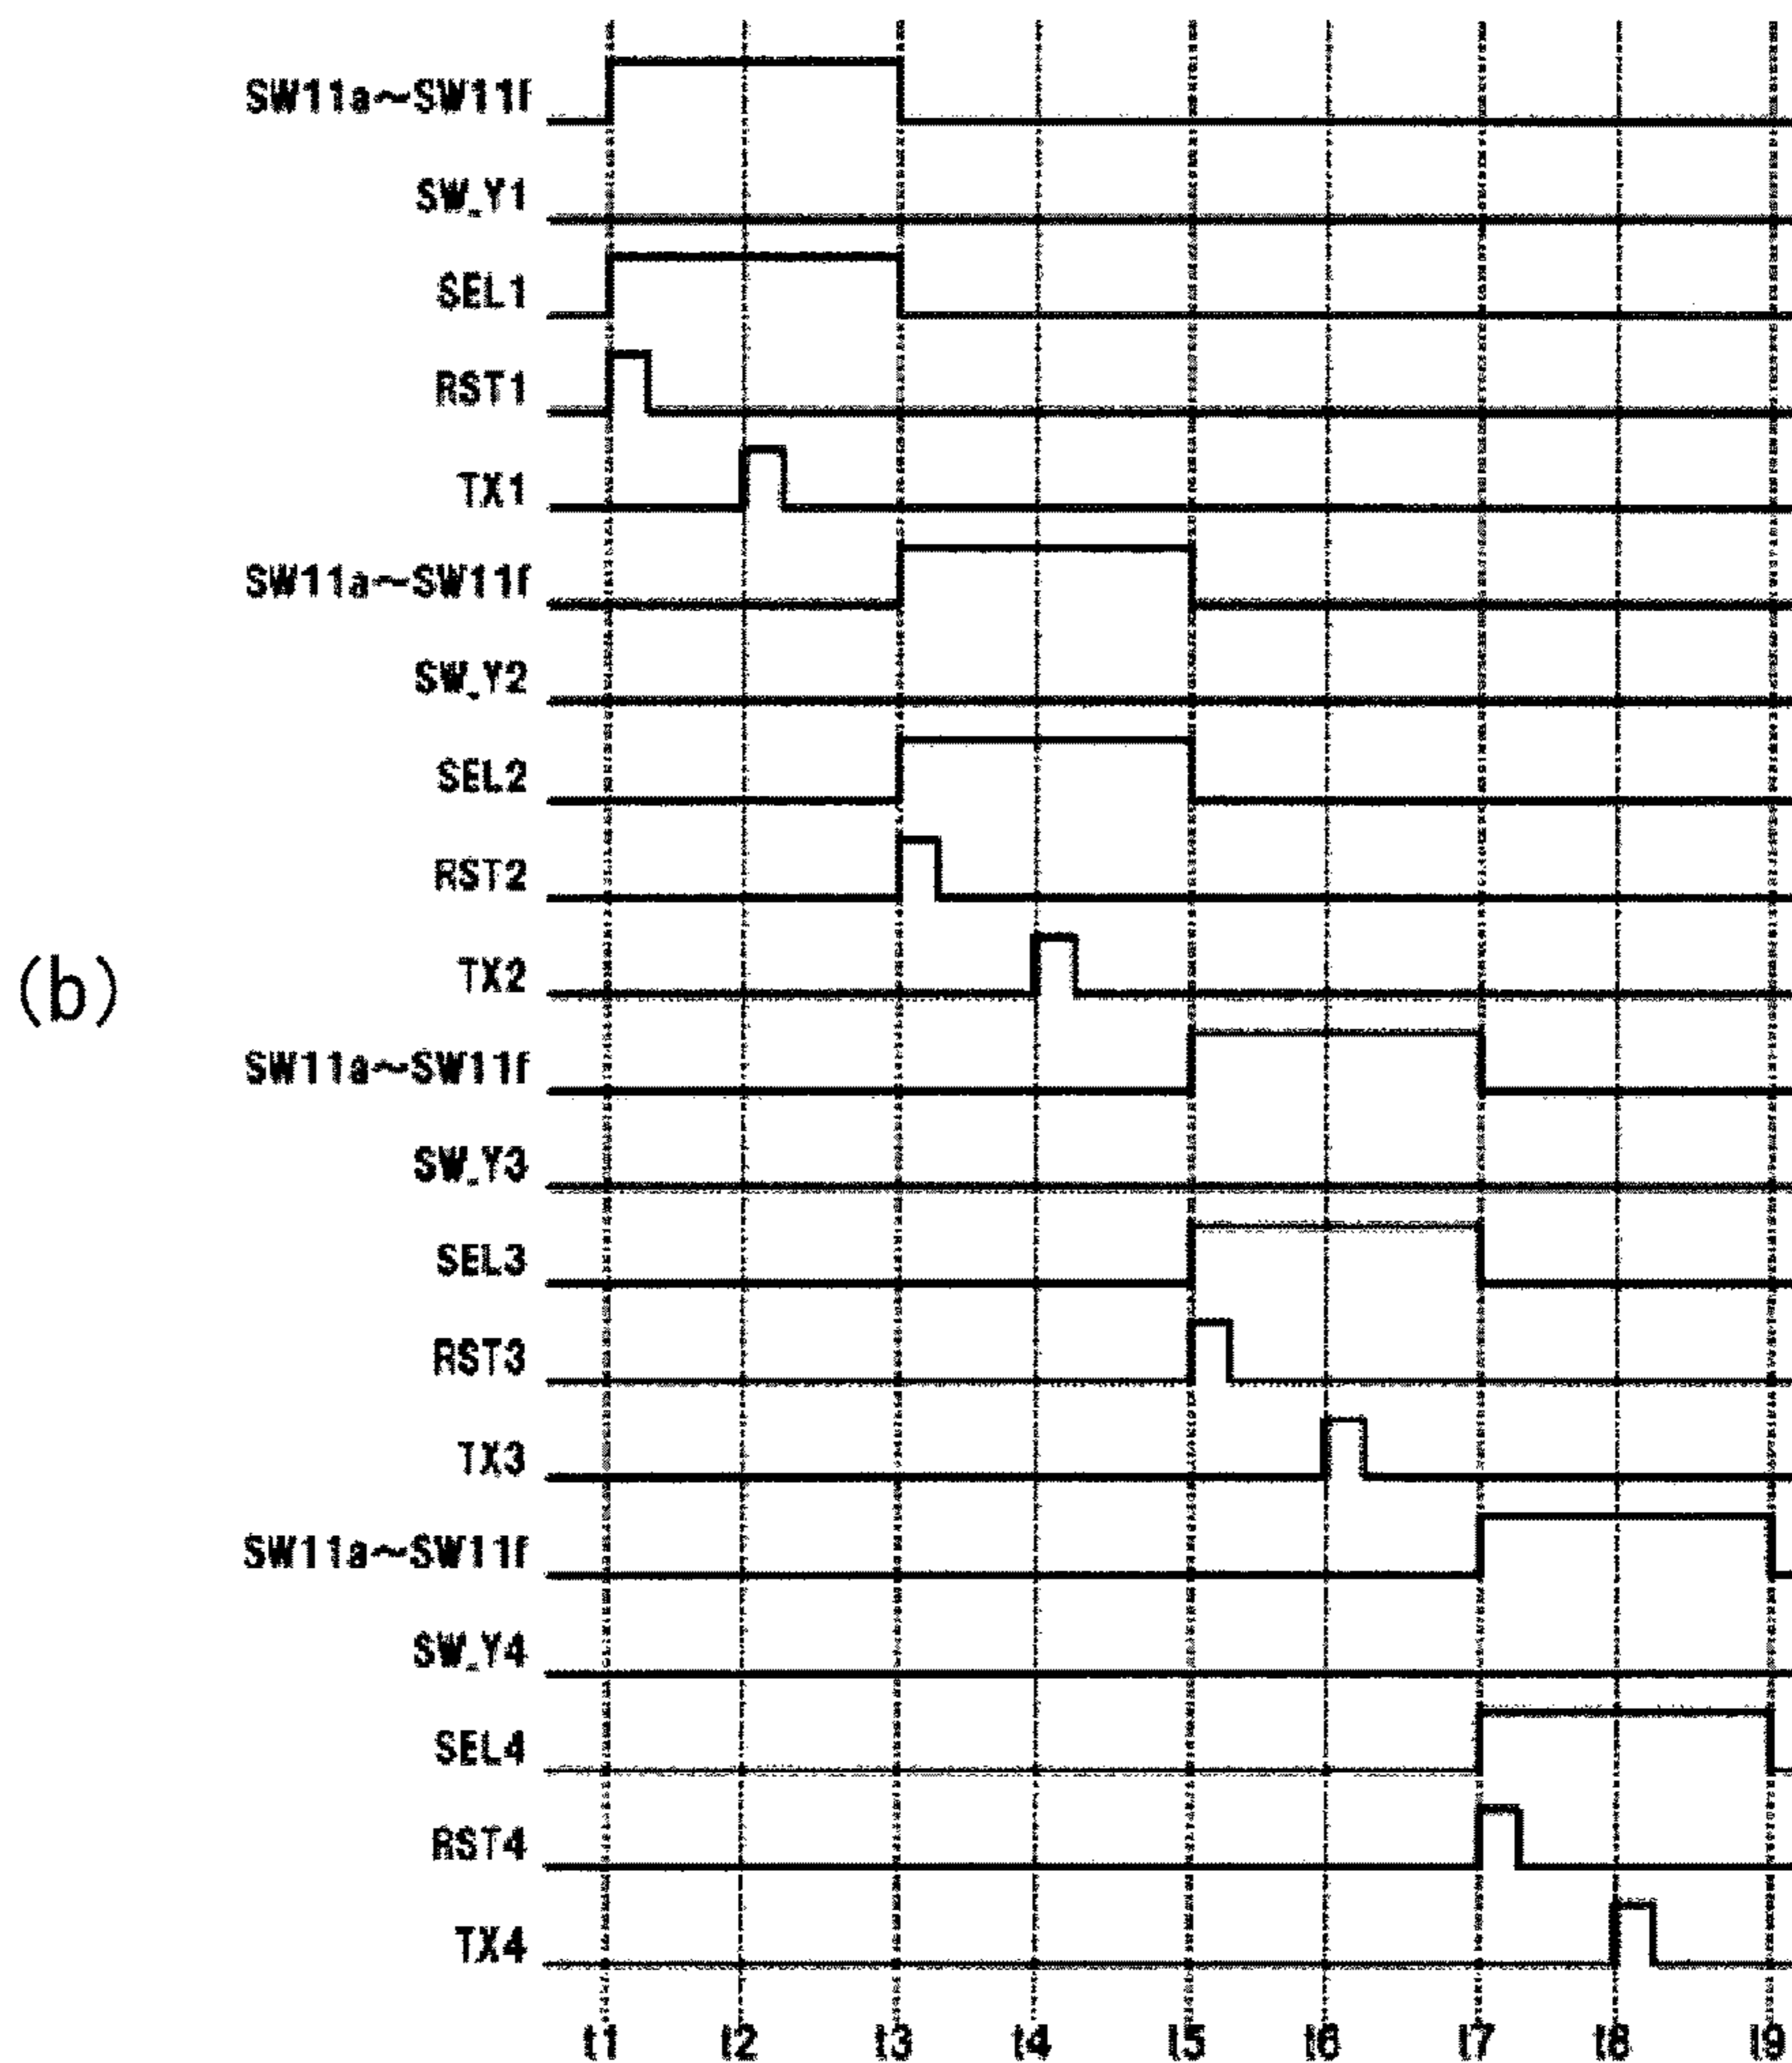 SW11a～SW11f
SW_Y1
SEL1
RST1
TX1
SW11a～SW11f
SW_Y2
SEL2
RST2
TX2
(b)
SW11a～SW11f
SW_Y3
SEL3
RST3
TX3
SW11a～SW11f
SW_Y4
SEL4
RST4
TX4
t1 t2 t3 t4 t5 t6 t7 t8 t9